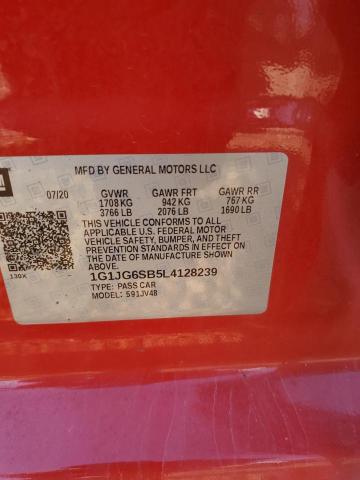 MFD BY GENERAL MOTORS LLC
07/20 GVWR GAWR FRT GAWR RR
1708 KG 942 KG 767 KG
3766 LB 2076 LB 1690 LB
THIS VEHICLE CONFORMS TO ALL
APPLICABLE U.S. FEDERAL MOTOR
VEHICLE SAFETY, BUMPER, AND THEFT
PREVENTION STANDARDS IN EFFECT
ON THE DATE OF MANUFACTURE SHOWN
ABOVE.
130X 1G1JG6SB5L4128239
TYPE: PASS CAR
MODEL: 591JV48